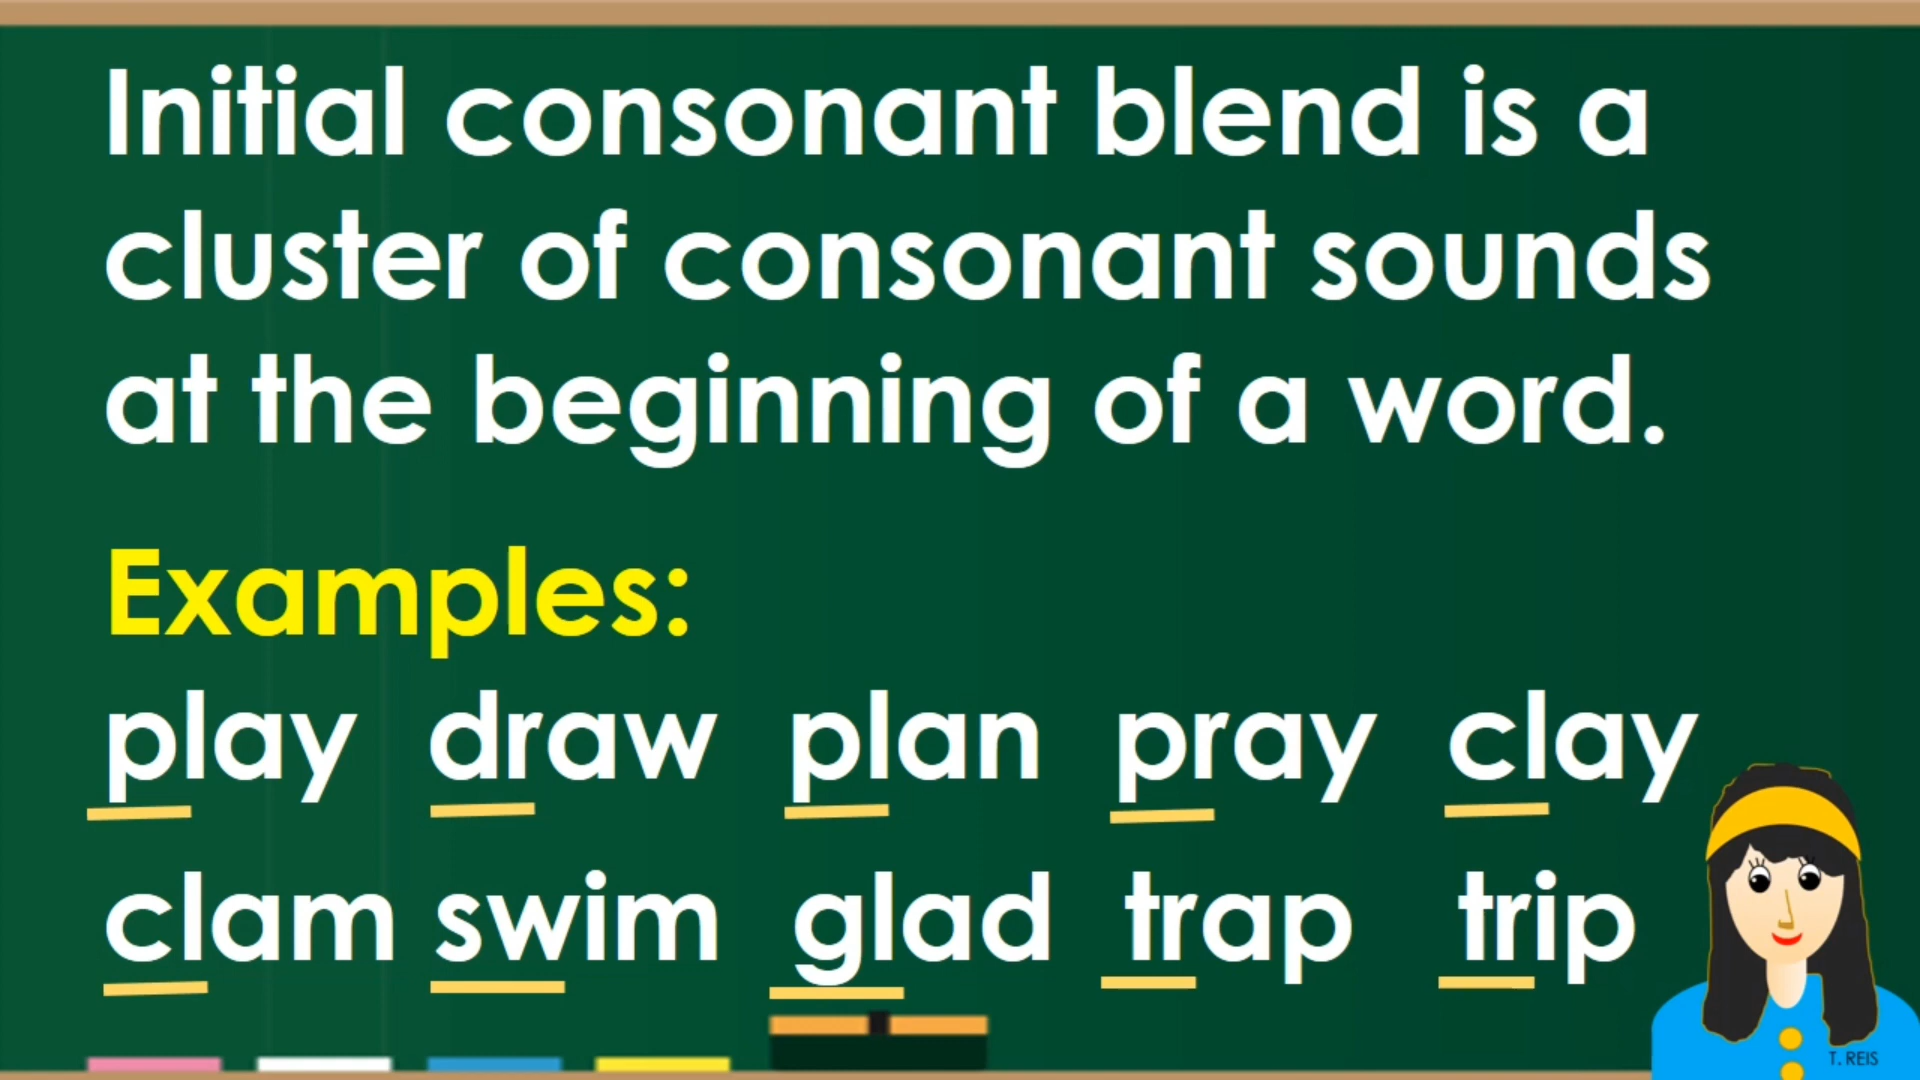 Initial consonant blend is a
cluster of consonant sounds
at the beginning of a word.
Examples:
play draw plan pray clay
clam swim glad trap trip
T. REIS